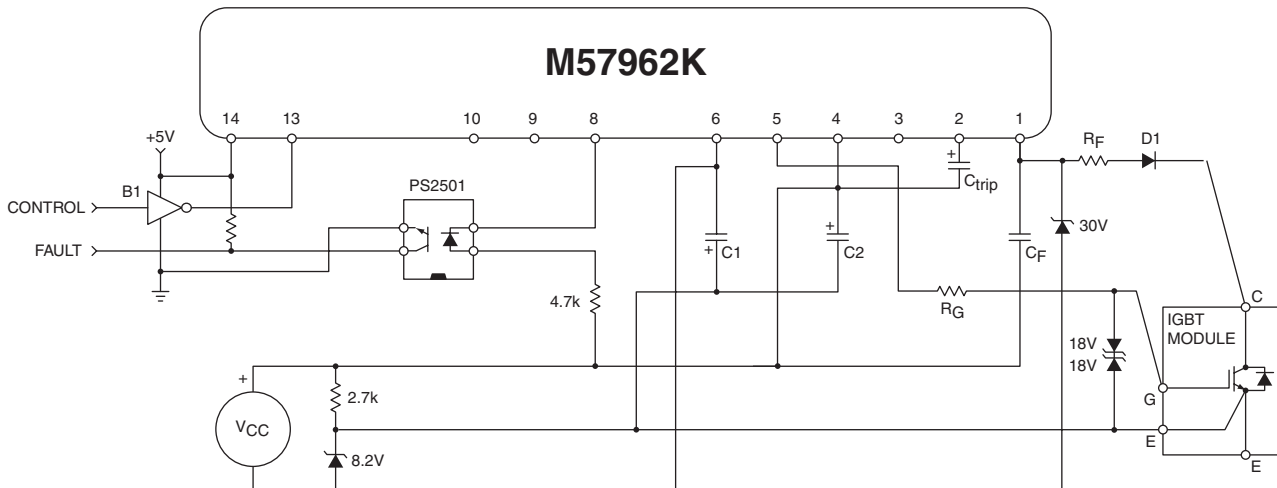 M57962K
14 13 10 9 8 6 5 4 3 2 1
+5V
B1
CONTROL
FAULT
PS2501
4.7k
C1
C2
Ctrip
CF
RF
D1
30V
RG
18V
18V
IGBT
MODULE
C
G
E
E
+
VCC
2.7k
8.2V
+
+
+